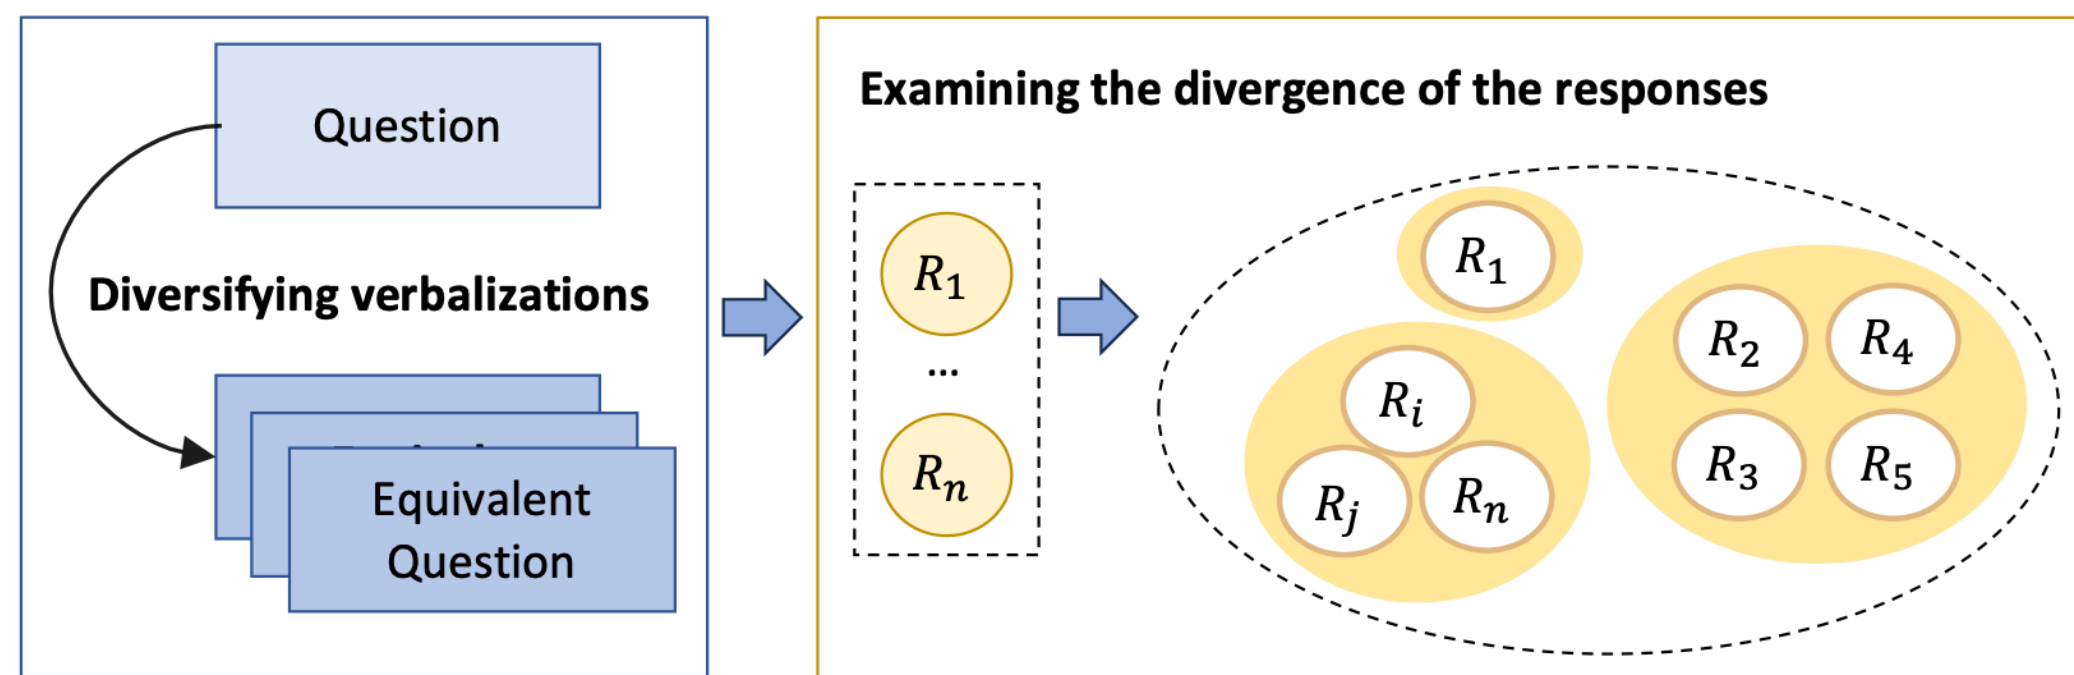 Question
Diversifying verbalizations
Equivalent
Question
Examining the divergence of the responses
R₁
...
Rₙ
R₁
R₂ R₄
Rᵢ
R₃ R₅
Rⱼ Rₙ